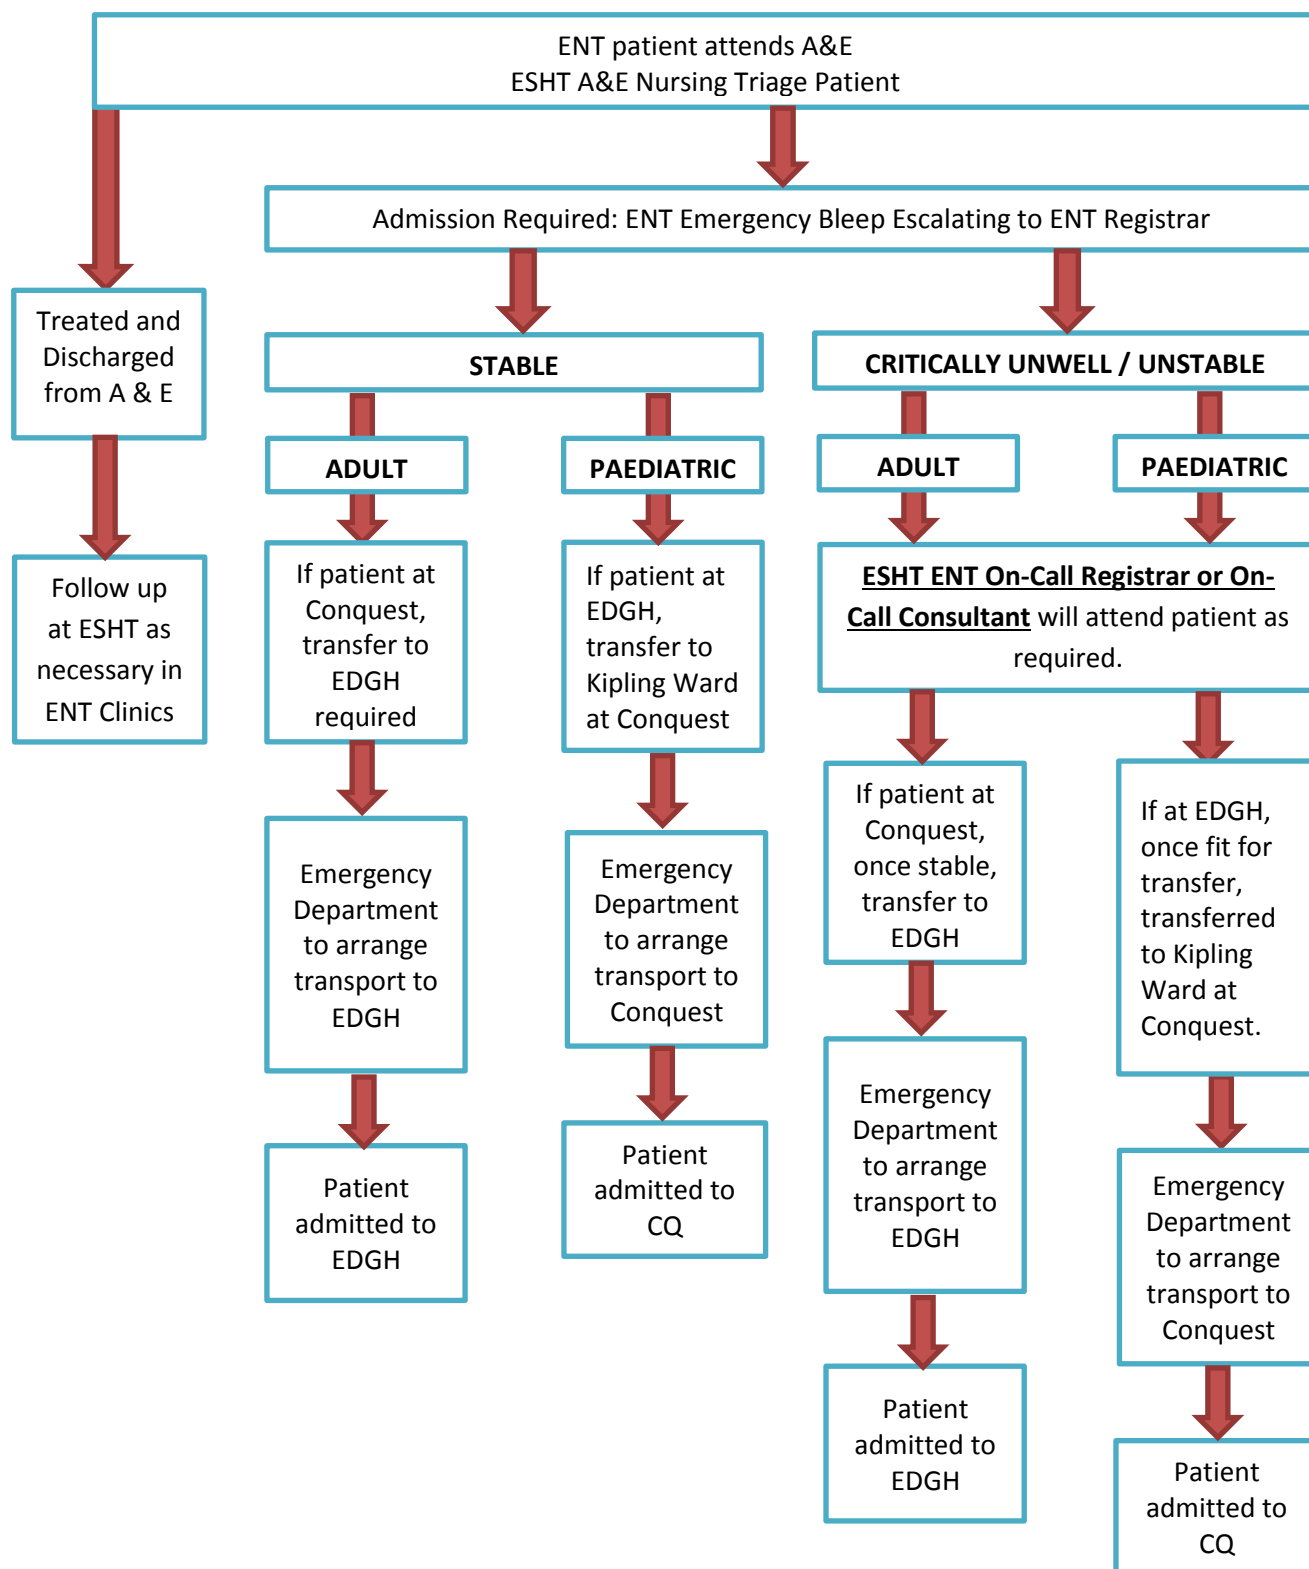 ENT patient attends A&E
ESHT A&E Nursing Triage Patient
Admission Required: ENT Emergency Bleep Escalating to ENT Registrar
Treated and
Discharged
from A & E
Follow up
at ESHT as
necessary in
ENT Clinics
STABLE
ADULT
If patient at
Conquest,
transfer to
EDGH
required
Emergency
Department
to arrange
transport to
EDGH
Patient
admitted to
EDGH
PAEDIATRIC
If patient at
EDGH,
transfer to
Kipling Ward
at Conquest
Emergency
Department
to arrange
transport to
Conquest
Patient
admitted to
CQ
CRITICALLY UNWELL / UNSTABLE
ADULT
PAEDIATRIC
ESHT ENT On-Call Registrar or On-
Call Consultant will attend patient as
required.
If patient at
Conquest,
once stable,
transfer to
EDGH
Emergency
Department
to arrange
transport to
EDGH
Patient
admitted to
EDGH
If at EDGH,
once fit for
transfer,
transferred
to Kipling
Ward at
Conquest.
Emergency
Department
to arrange
transport to
Conquest
Patient
admitted to
CQ